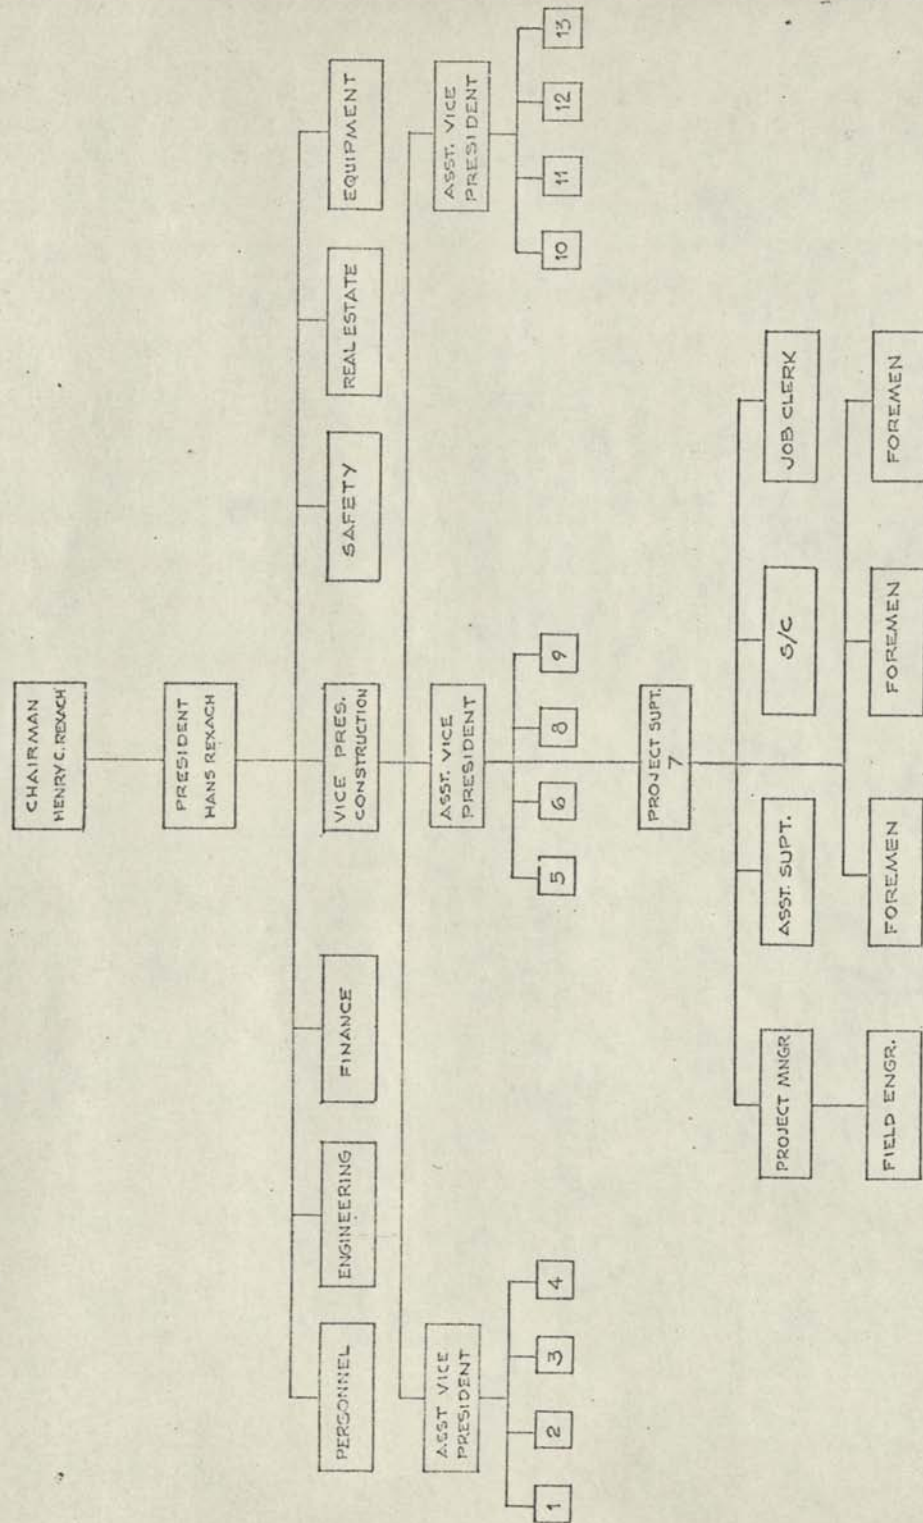 CHAIRMAN
HENRY C. REXACH
PRESIDENT
HANS REXACH
PERSONNEL
ENGINEERING
FINANCE
VICE PRES.
CONSTRUCTION
SAFETY
REAL ESTATE
EQUIPMENT
ASST VICE
PRESIDENT
ASST. VICE
PRESIDENT
ASST. VICE
PRESIDENT
1
2
3
4
5
6
8
9
10
11
12
13
PROJECT SUPT.
7
PROJECT MNGR
ASST. SUPT.
S/C
JOB CLERK
FIELD ENGR.
FOREMEN
FOREMEN
FOREMEN